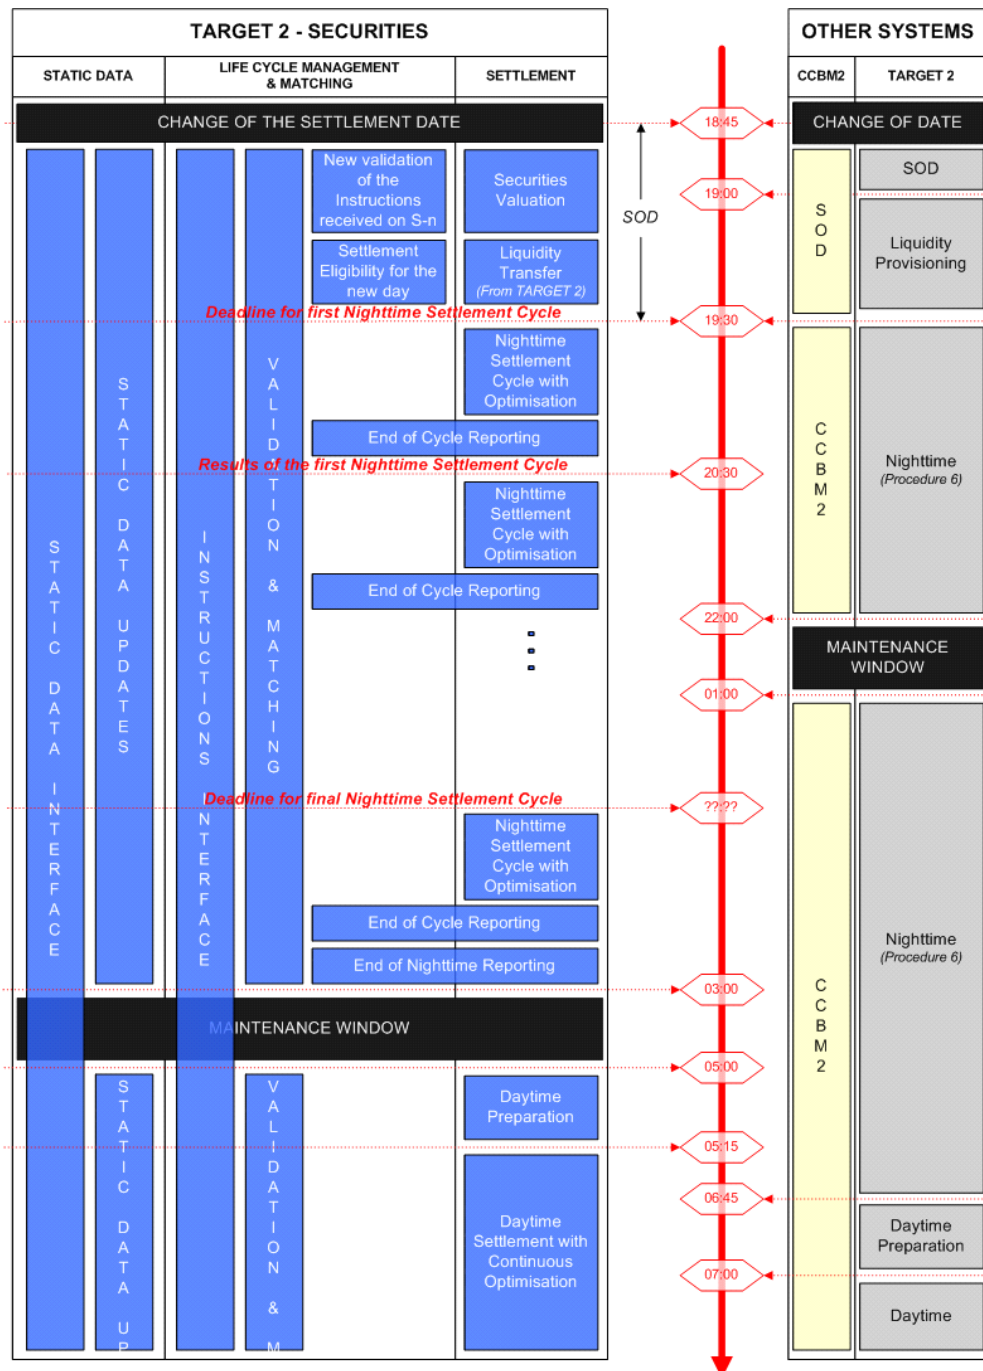 TARGET 2 - SECURITIES
OTHER SYSTEMS
STATIC DATA
LIFE CYCLE MANAGEMENT
& MATCHING
SETTLEMENT
CCBM2
TARGET 2
CHANGE OF THE SETTLEMENT DATE
18:45
CHANGE OF DATE
New validation
of the
Instructions
received on S-n
Securities
Valuation
SOD
19:00
SOD
SOD
Settlement
Eligibility for the
new day
Liquidity
Transfer
(From TARGET 2)
Liquidity
Provisioning
Deadline for first Nighttime Settlement Cycle
19:30
STATIC DATA INTERFACE
STATIC DATA UPDATES
INSTRUCTIONS INTERFACE
VALIDATION & MATCHING
Nighttime
Settlement
Cycle with
Optimisation
End of Cycle Reporting
CCBM2
Nighttime
(Procedure 6)
Results of the first Nighttime Settlement Cycle
20:30
Nighttime
Settlement
Cycle with
Optimisation
End of Cycle Reporting
22:00
MAINTENANCE
WINDOW
01:00
Deadline for final Nighttime Settlement Cycle
??:??
Nighttime
Settlement
Cycle with
Optimisation
End of Cycle Reporting
End of Nighttime Reporting
CCBM2
Nighttime
(Procedure 6)
03:00
MAINTENANCE WINDOW
05:00
STATIC DATA UP
VALIDATION & M
Daytime
Preparation
05:15
06:45
Daytime
Settlement with
Continuous
Optimisation
Daytime
Preparation
07:00
Daytime